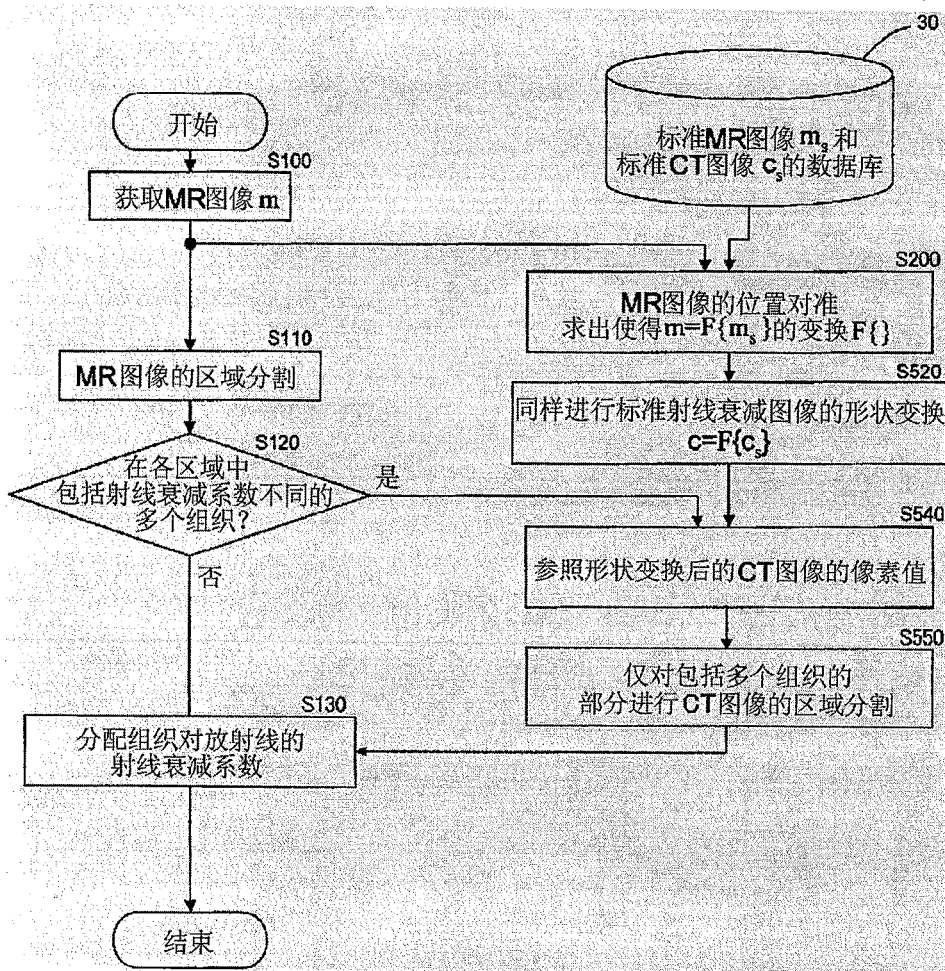 30
标准MR图像 mₛ 和
标准CT图像 cₛ的数据库
开始
S100
获取MR图像 m
S200
MR图像的位置对准
求出使得m=F{mₛ}的变换F{}
S110
MR图像的区域分割
S520
同样进行标准射线衰减图像的形状变换
c=F{cₛ}
S120
在各区域中
包括射线衰减系数不同的
多个组织?
是
否
S540
参照形状变换后的CT图像的像素值
S550
仅对包括多个组织的
部分进行CT图像的区域分割
S130
分配组织对放射线的
射线衰减系数
结束